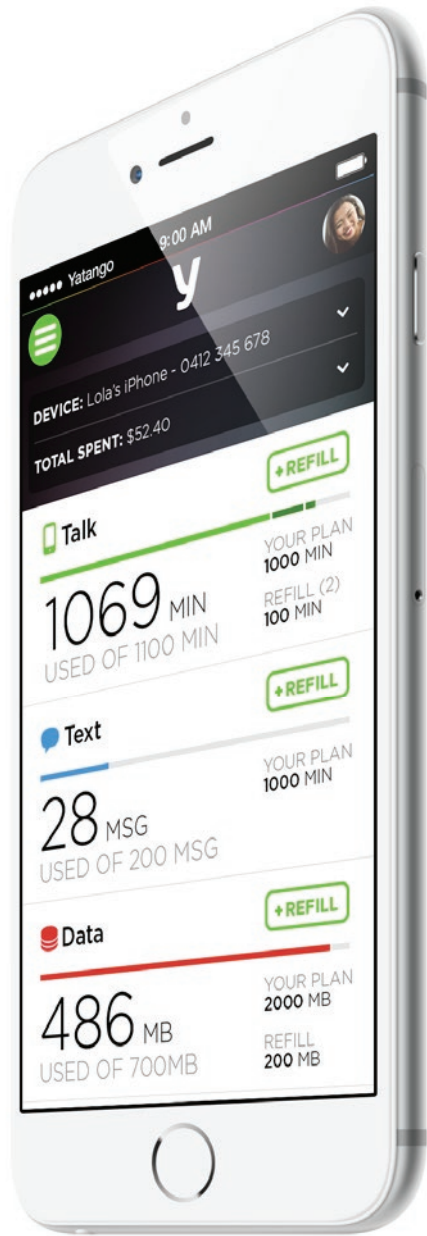 Yatango
9:00 AM
y
DEVICE: Lola's iPhone - 0412 345 678
TOTAL SPENT: $52.40
+REFILL
Talk
YOUR PLAN
1000 MIN
1069 MIN
USED OF 1100 MIN
REFILL (2)
100 MIN
+REFILL
Text
YOUR PLAN
1000 MIN
28 MSG
USED OF 200 MSG
+REFILL
Data
YOUR PLAN
2000 MB
486 MB
USED OF 700MB
REFILL
200 MB